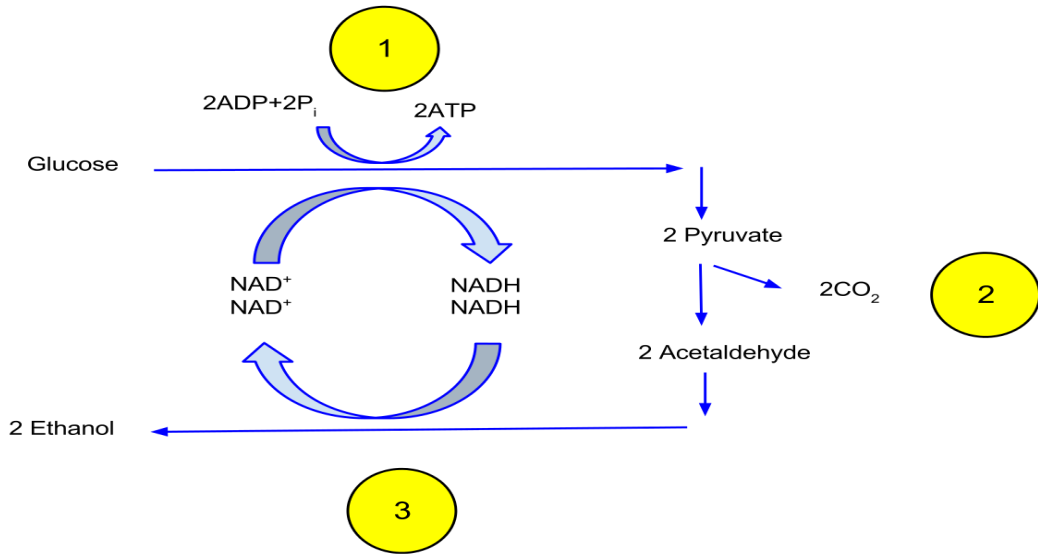 1
2ADP+2Pᵢ
2ATP
Glucose
2 Pyruvate
NAD⁺
NAD⁺
NADH
NADH
2CO₂
2
2 Acetaldehyde
2 Ethanol
3